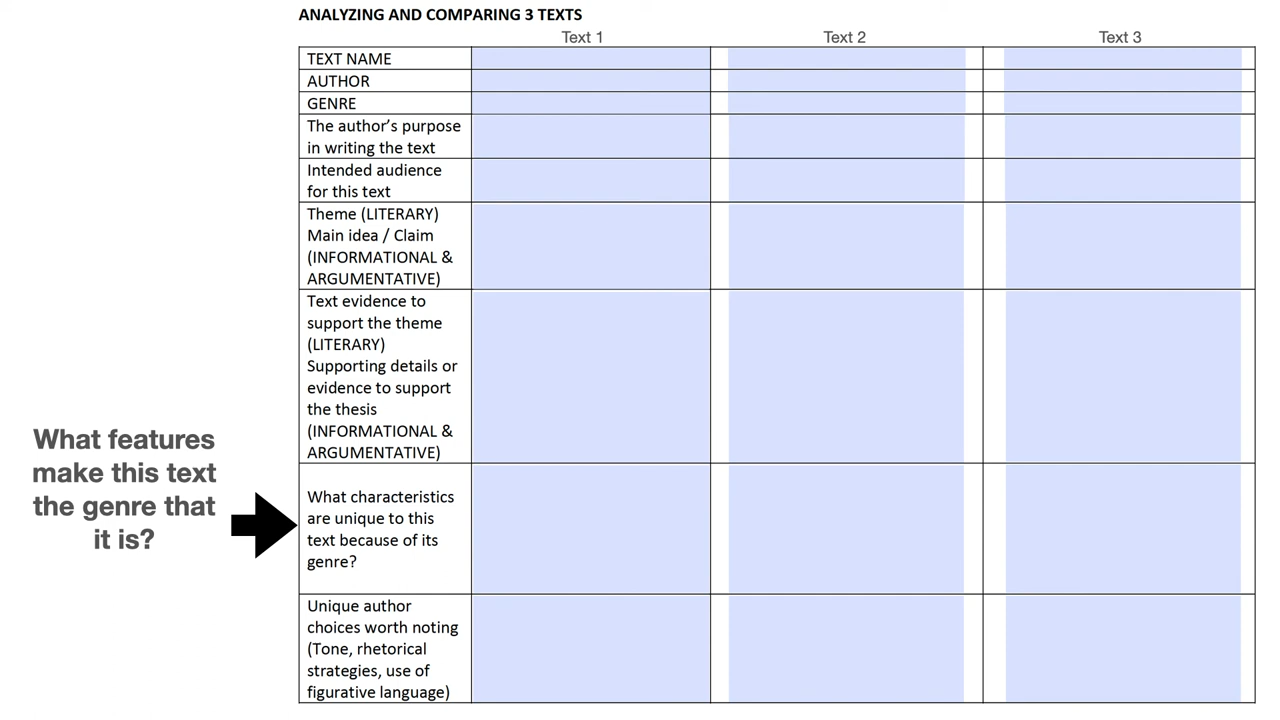 ANALYZING AND COMPARING 3 TEXTS
Text 1
Text 2
Text 3
TEXT NAME
AUTHOR
GENRE
The author’s purpose
in writing the text
Intended audience
for this text
Theme (LITERARY)
Main idea / Claim
(INFORMATIONAL &
ARGUMENTATIVE)
Text evidence to
support the theme
(LITERARY)
Supporting details or
evidence to support
the thesis
(INFORMATIONAL &
ARGUMENTATIVE)
What features
make this text
the genre that
it is?
What characteristics
are unique to this
text because of its
genre?
Unique author
choices worth noting
(Tone, rhetorical
strategies, use of
figurative language)